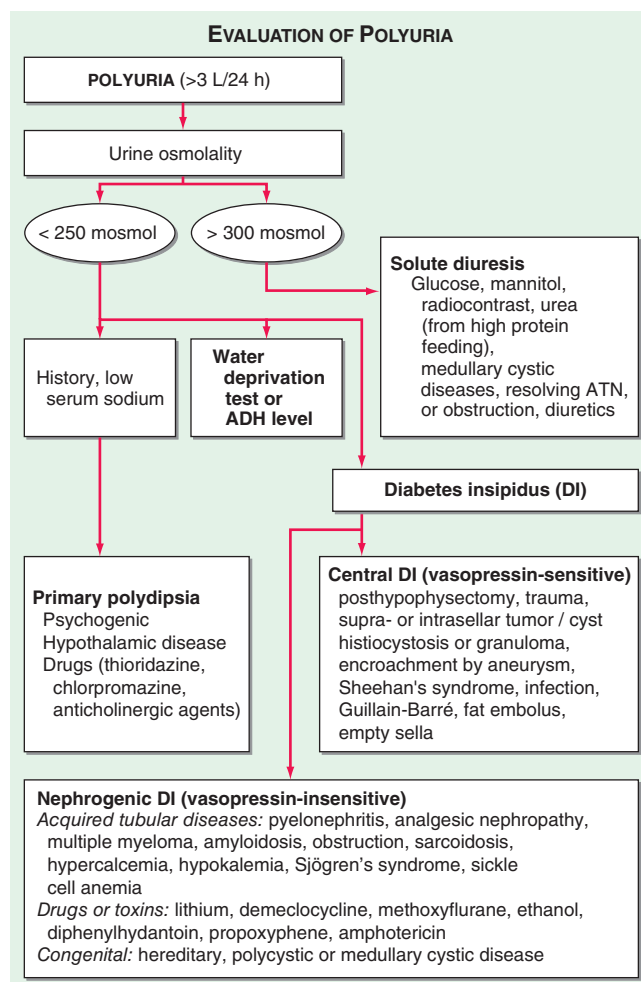 EVALUATION OF POLYURIA
POLYURIA (>3 L/24 h)
Urine osmolality
< 250 mosmol
> 300 mosmol
Solute diuresis
Glucose, mannitol,
radiocontrast, urea
(from high protein
feeding),
medullary cystic
diseases, resolving ATN,
or obstruction, diuretics
History, low
serum sodium
Water
deprivation
test or
ADH level
Diabetes insipidus (DI)
Primary polydipsia
Psychogenic
Hypothalamic disease
Drugs (thioridazine,
chlorpromazine,
anticholinergic agents)
Central DI (vasopressin-sensitive)
posthypophysectomy, trauma,
supra- or intrasellar tumor / cyst
histiocystosis or granuloma,
encroachment by aneurysm,
Sheehan's syndrome, infection,
Guillain-Barré, fat embolus,
empty sella
Nephrogenic DI (vasopressin-insensitive)
Acquired tubular diseases: pyelonephritis, analgesic nephropathy,
multiple myeloma, amyloidosis, obstruction, sarcoidosis,
hypercalcemia, hypokalemia, Sjögren’s syndrome, sickle
cell anemia
Drugs or toxins: lithium, demeclocycline, methoxyflurane, ethanol,
diphenylhydantoin, propoxyphene, amphotericin
Congenital: hereditary, polycystic or medullary cystic disease